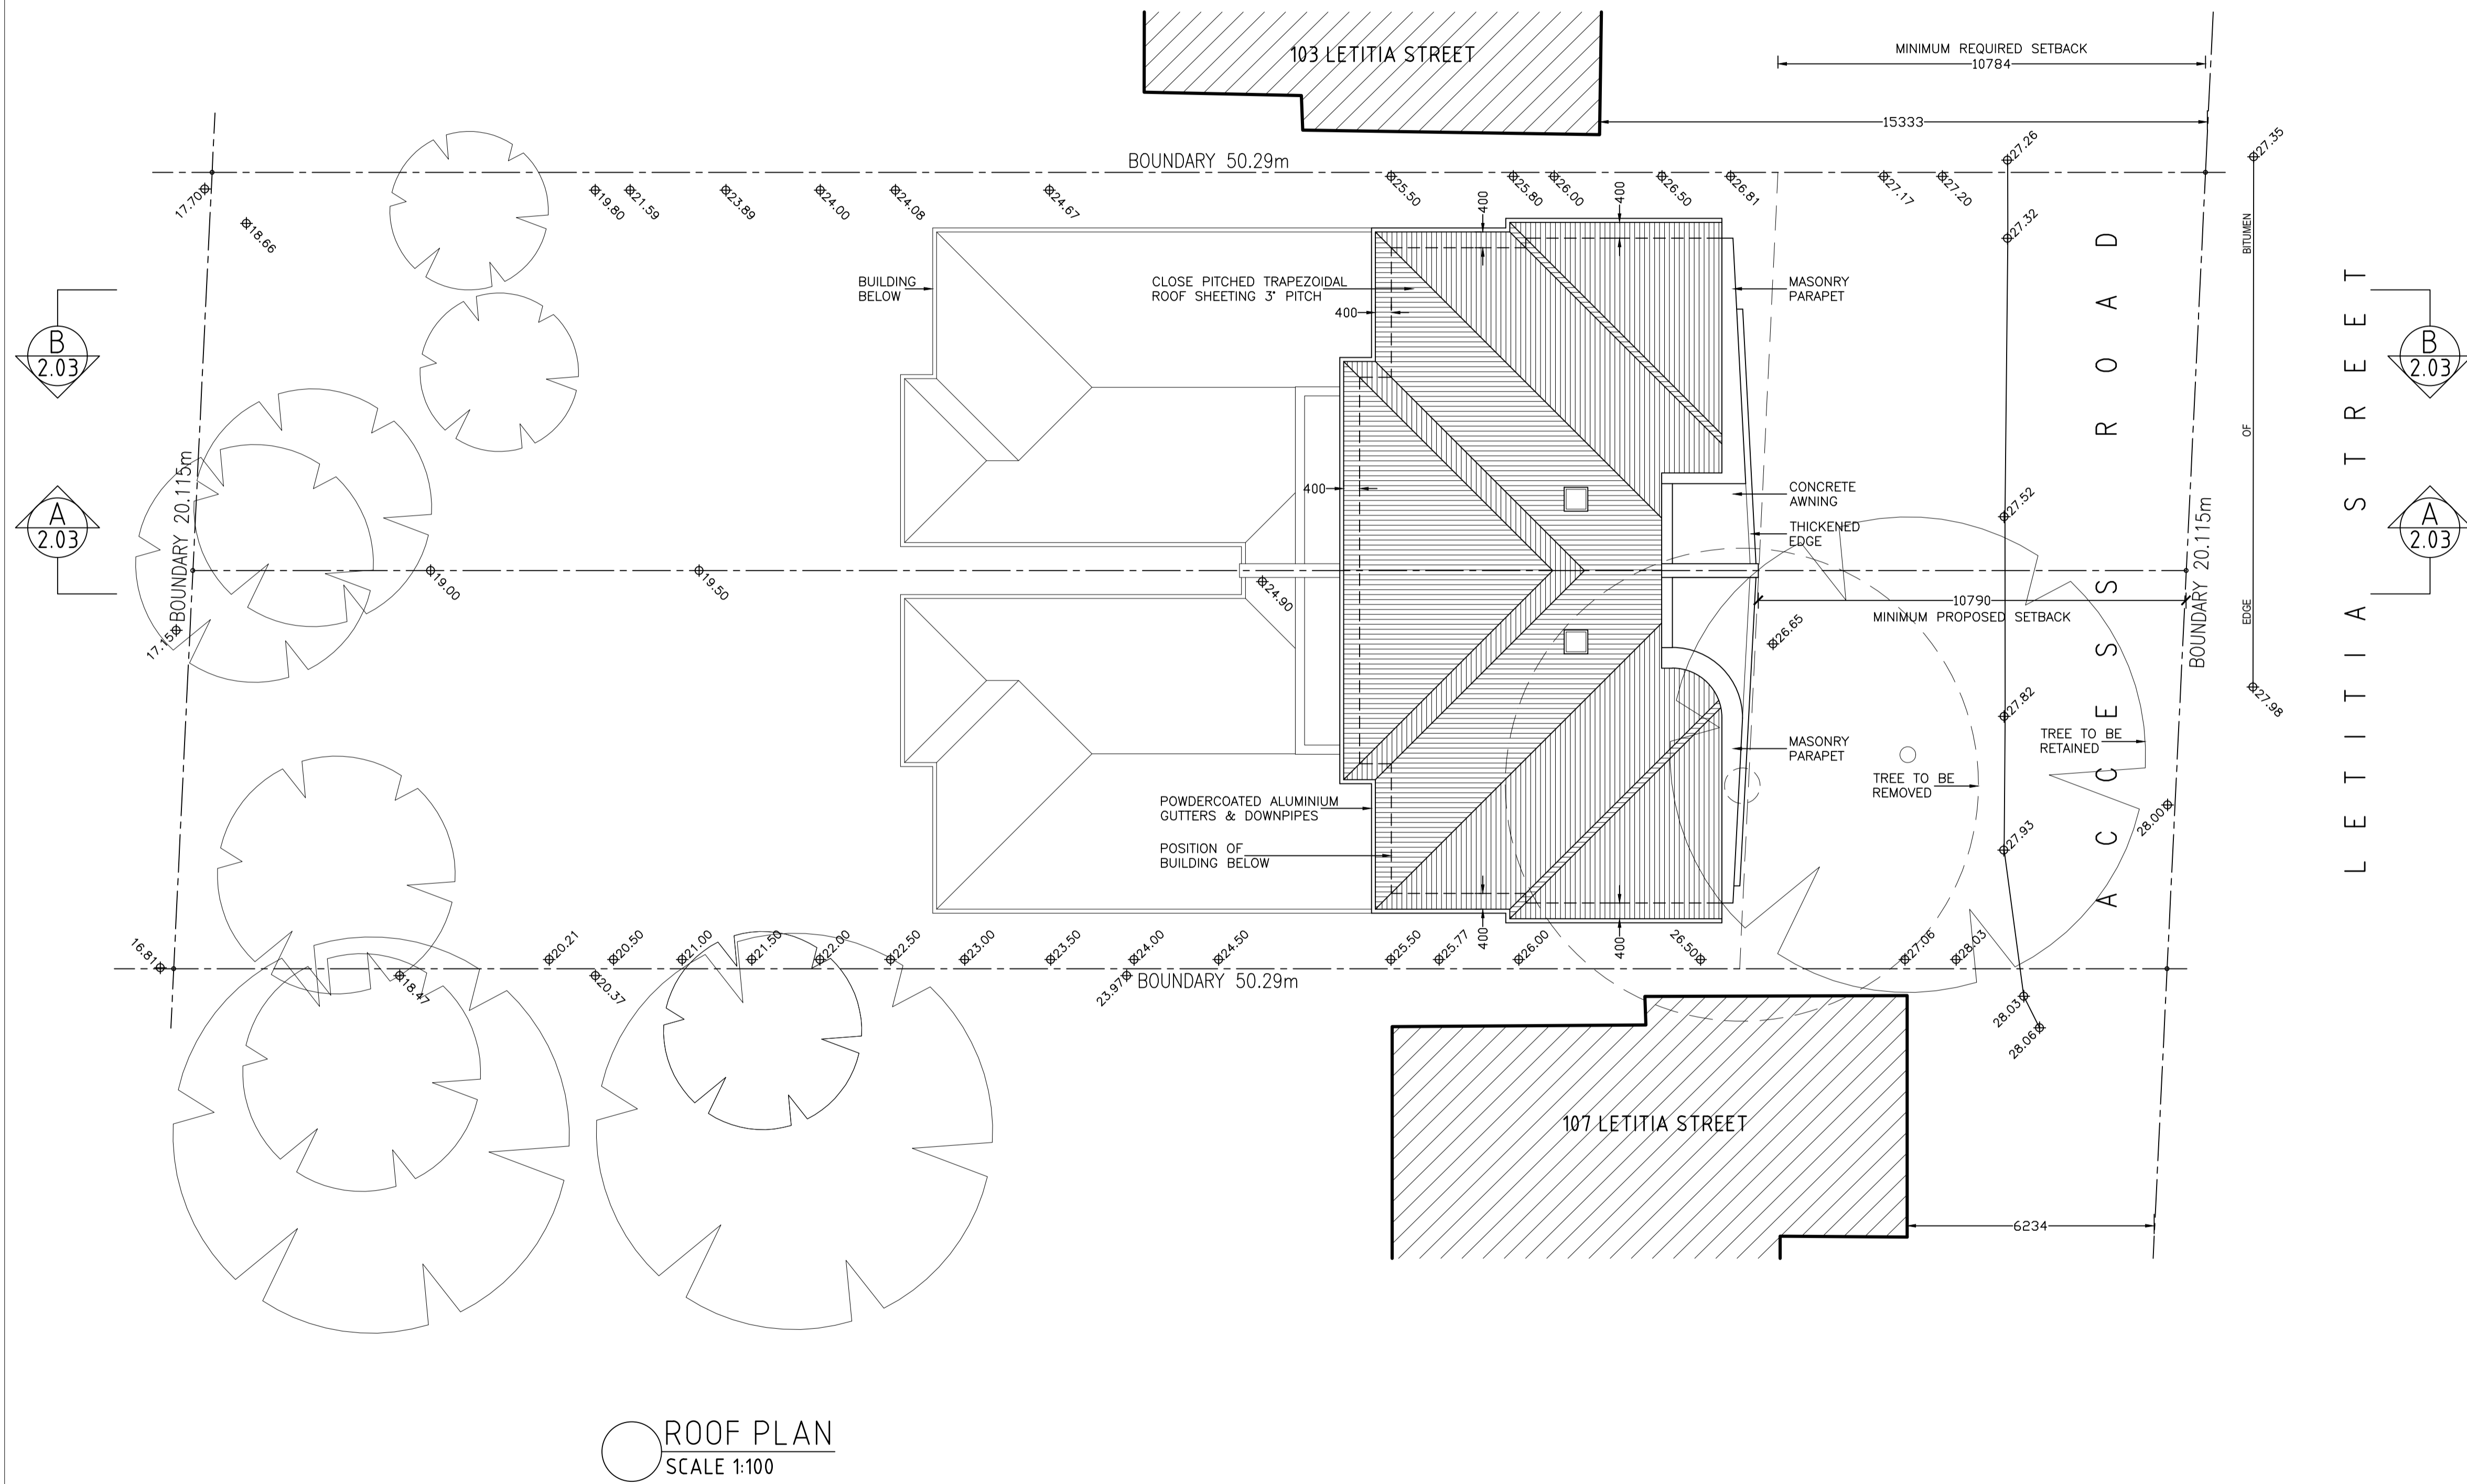 103 LETITIA STREET
MINIMUM REQUIRED SETBACK
10784
15333
27.26
27.35
BOUNDARY 50.29m
17.70
18.66
19.80
21.59
23.89
24.00
24.08
24.67
25.50
400
25.80
26.00
400
26.50
26.81
27.17
27.20
27.32
BITUMEN
OF
EDGE
BUILDING
BELOW
CLOSE PITCHED TRAPEZOIDAL
ROOF SHEETING 3° PITCH
400
MASONRY
PARAPET
B
2.03
B
2.03
A
2.03
A
2.03
BOUNDARY 20.115m
400
CONCRETE
AWNING
THICKENED
EDGE
27.52
BOUNDARY 20.115m
ACCESS ROAD
LETITIA STREET
19.00
19.50
24.90
10790
MINIMUM PROPOSED SETBACK
17.15
26.65
27.82
27.98
MASONRY
PARAPET
TREE TO BE
RETAINED
TREE TO BE
REMOVED
POWDERCOATED ALUMINIUM
GUTTERS & DOWNPIPES
POSITION OF
BUILDING BELOW
27.93
28.00
16.81
18.47
20.21
20.37
20.50
21.00
21.50
22.00
22.50
23.00
23.50
23.97
24.00
24.50
25.50
25.77
400
26.00
400
26.50
27.06
28.03
BOUNDARY 50.29m
28.03
28.06
107 LETITIA STREET
6234
ROOF PLAN
SCALE 1:100